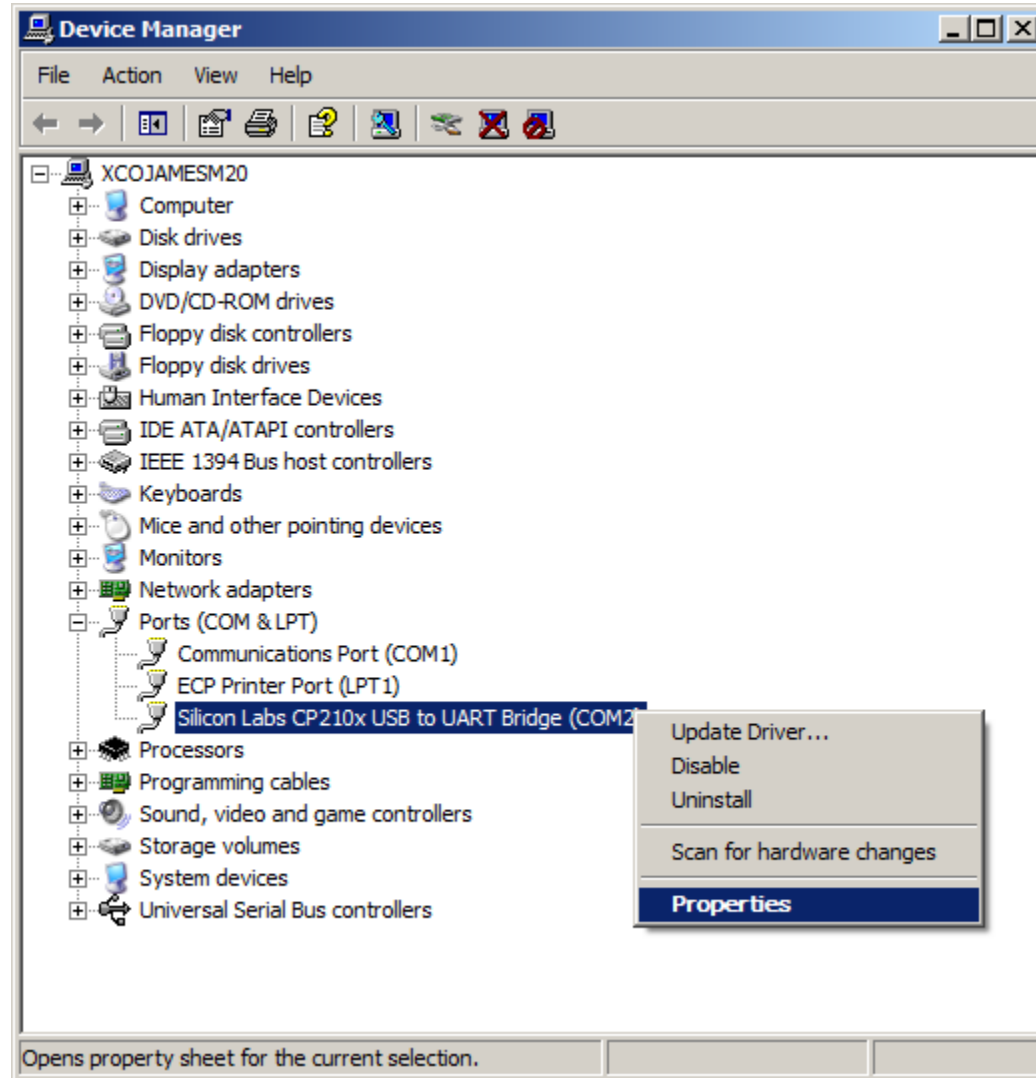 Device Manager
File Action View Help
XCOJAMESM20
Computer
Disk drives
Display adapters
DVD/CD-ROM drives
Floppy disk controllers
Floppy disk drives
Human Interface Devices
IDE ATA/ATAPI controllers
IEEE 1394 Bus host controllers
Keyboards
Mice and other pointing devices
Monitors
Network adapters
Ports (COM & LPT)
Communications Port (COM1)
ECP Printer Port (LPT1)
Silicon Labs CP210x USB to UART Bridge (COM2)
Processors
Programming cables
Sound, video and game controllers
Storage volumes
System devices
Universal Serial Bus controllers
Update Driver...
Disable
Uninstall
Scan for hardware changes
Properties
Opens property sheet for the current selection.